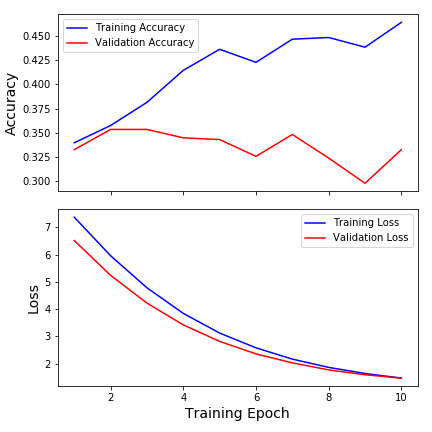 Training Accuracy
Validation Accuracy
0.450
0.425
0.400
0.375
0.350
0.325
0.300
Accuracy
Training Loss
Validation Loss
7
6
5
4
3
2
Loss
2 4 6 8 10
Training Epoch